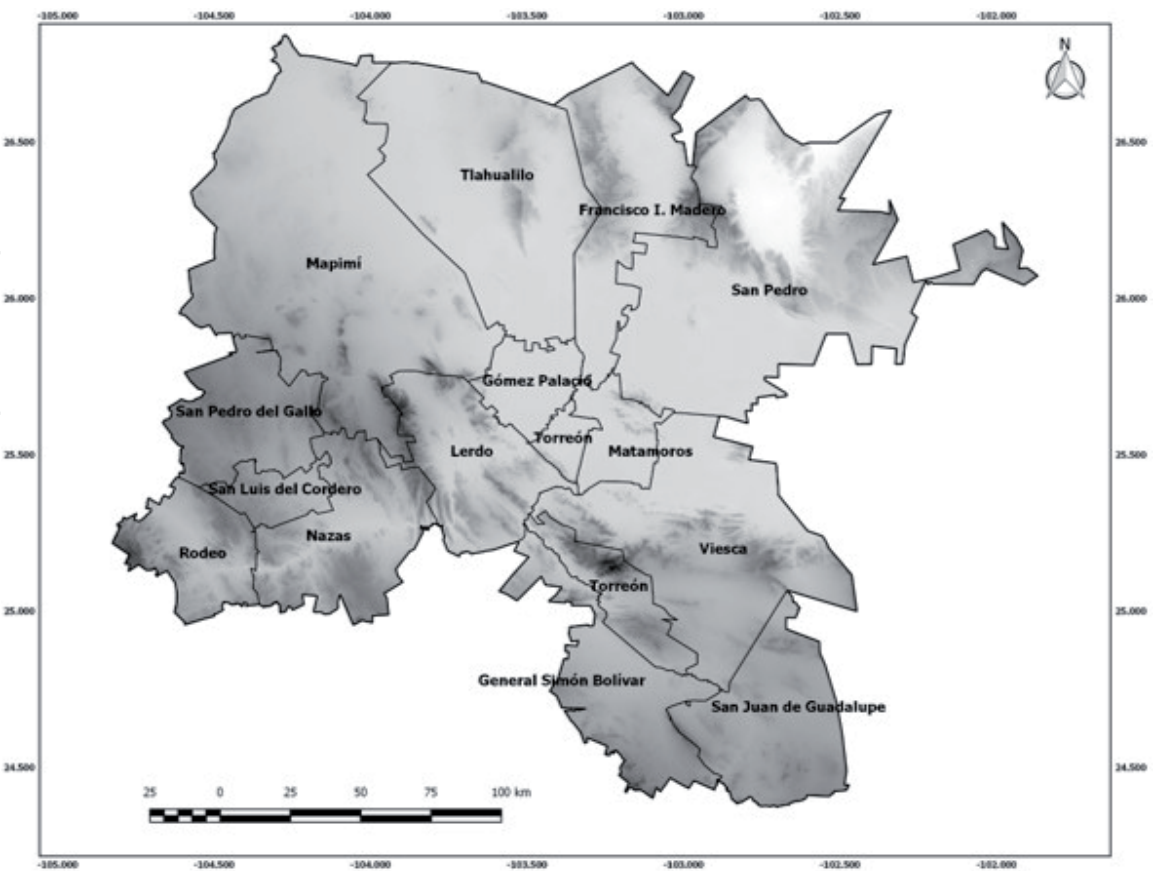 -105.000 -104.500 -104.000 -103.500 -103.000 -102.500 -102.000
N
26.500 26.500
Tlahualilo
Francisco I. Madero
Mapimí
San Pedro
26.000 26.000
Gómez Palacio
San Pedro del Gallo
Torreón
Lerdo
Matamoros
25.500 25.500
San Luis del Cordero
Nazas
Rodeo
Viesca
Torreón
25.000 25.000
General Simón Bolívar
San Juan de Guadalupe
24.500 24.500
25 0 25 50 75 100 km
-105.000 -104.500 -104.000 -103.500 -103.000 -102.500 -102.000